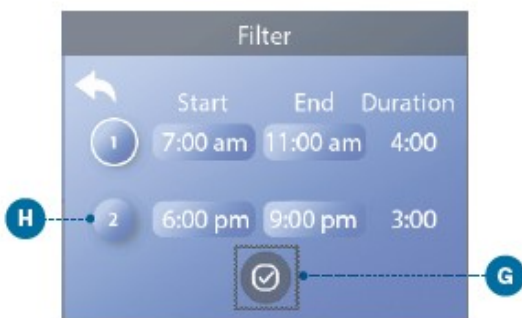 Filter
Start End Duration
1 7:00 am 11:00 am 4:00
H 2 6:00 pm 9:00 pm 3:00
G